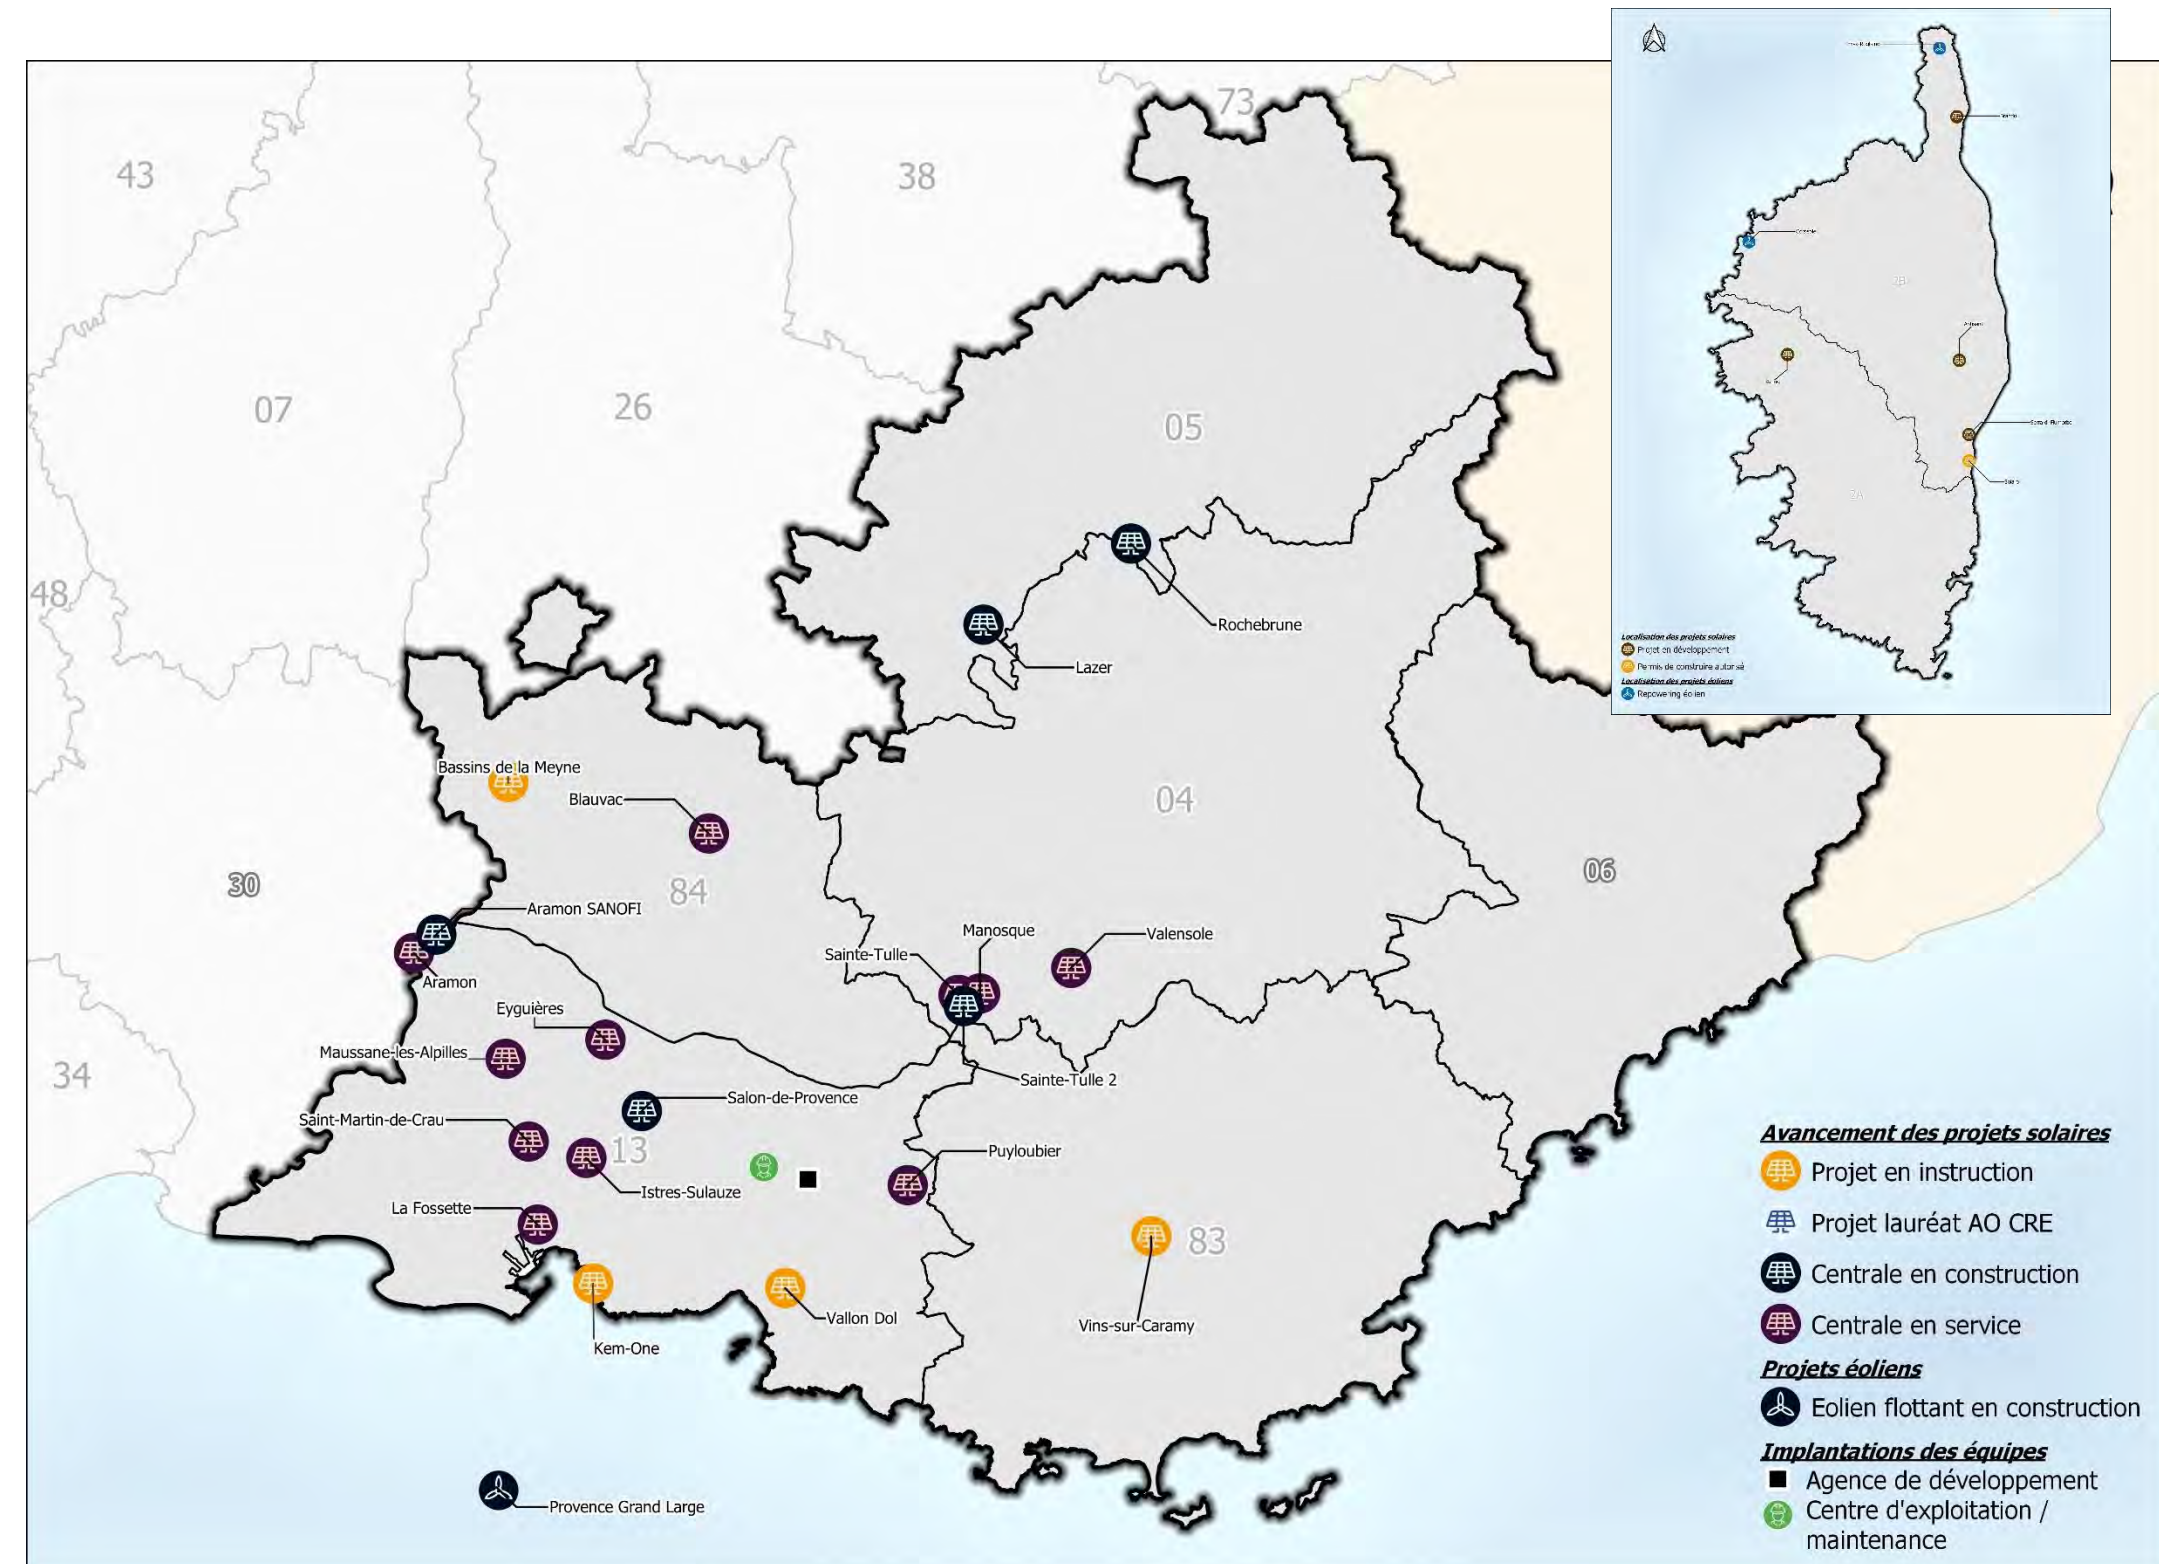 73
43
38
07
26
05
48
Rochebrune
Lazer
Bassins de la Meyne
Blauvac
04
30
84
06
Aramon SANOFI
Manosque
Valensole
Sainte-Tulle
Aramon
Eyguières
Maussane-les-Alpilles
34
Sainte-Tulle 2
Salon-de-Provence
Saint-Martin-de-Crau
13
Puyloubier
Istres-Sulauze
La Fossette
83
Vallon Dol
Vins-sur-Caramy
Kem-One
Provence Grand Large
2B
2A
Localisation des projets solaires
Projet en développement
Permis de construire autorisé
Localisation des projets éoliens
Repowering éolien
Avancement des projets solaires
Projet en instruction
Projet lauréat AO CRE
Centrale en construction
Centrale en service
Projets éoliens
Eolien flottant en construction
Implantations des équipes
Agence de développement
Centre d'exploitation /
maintenance